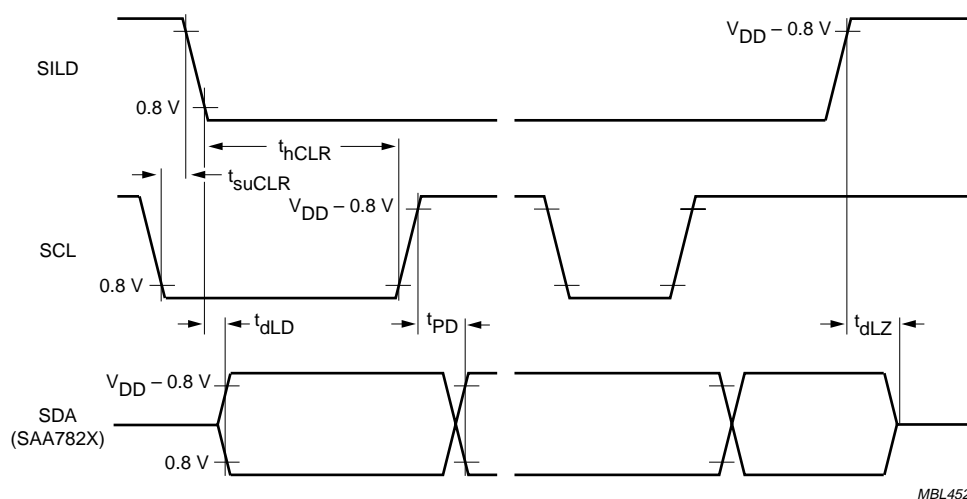 V_DD – 0.8 V
SILD
0.8 V
t_hCLR
t_suCLR
V_DD – 0.8 V
SCL
0.8 V
t_dLD
t_PD
t_dLZ
V_DD – 0.8 V
SDA
(SAA782X)
0.8 V
MBL452